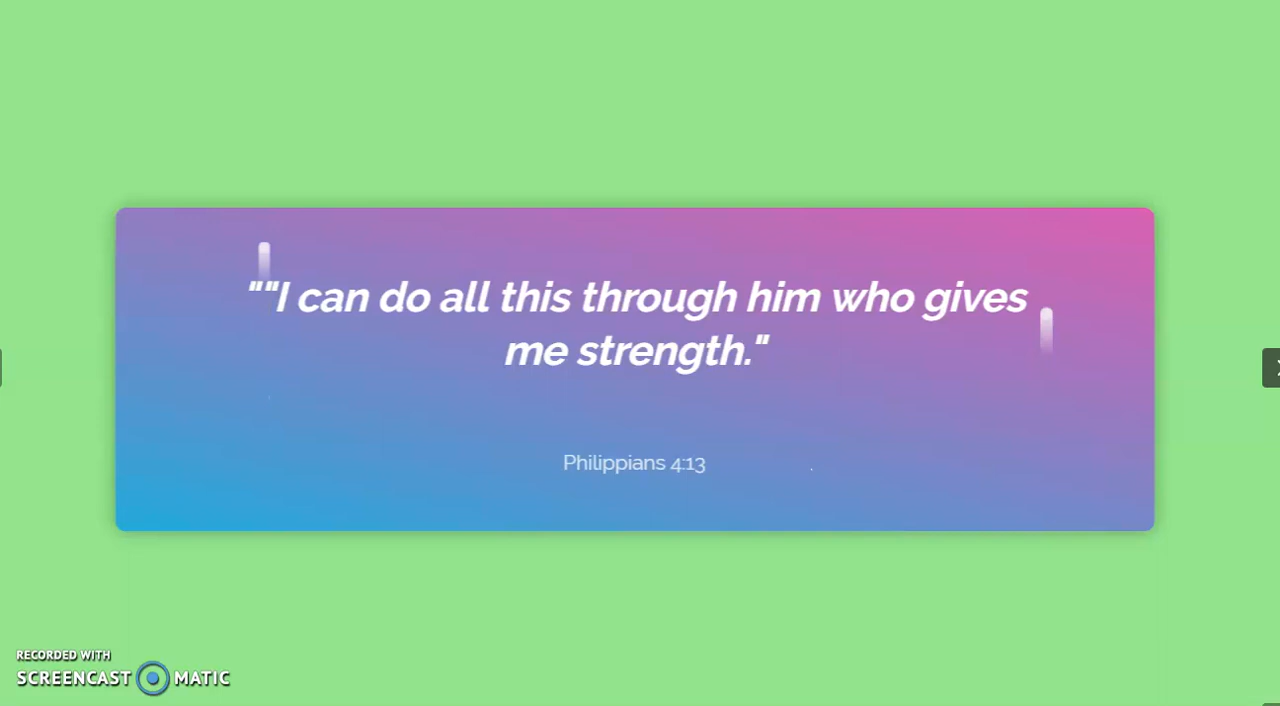 ""I can do all this through him who gives
me strength."
Philippians 4:13
RECORDED WITH
SCREENCAST MATIC